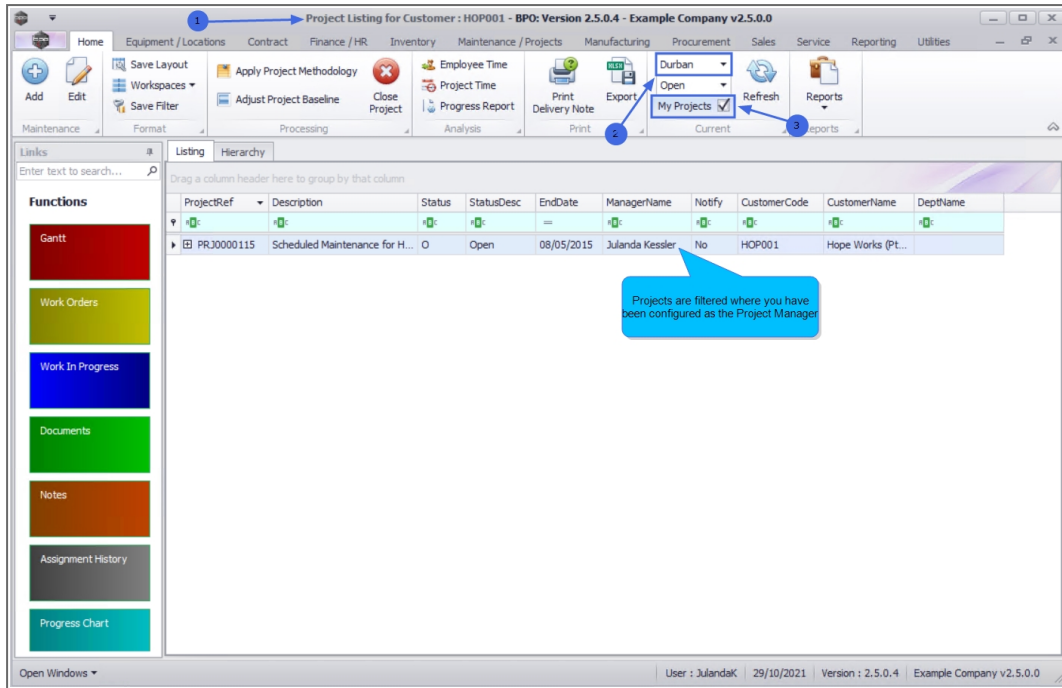 1
Project Listing for Customer : HOP001 - BPO: Version 2.5.0.4 - Example Company v2.5.0.0
Home Equipment / Locations Contract Finance / HR Inventory Maintenance / Projects Manufacturing Procurement Sales Service Reporting Utilities
Add
Edit
Save Layout
Workspaces
Save Filter
Apply Project Methodology
Adjust Project Baseline
Close Project
Employee Time
Project Time
Progress Report
Print Delivery Note
Export
Durban
Open
My Projects
Refresh
Reports
Maintenance Format Processing Analysis Print Current Reports
2
3
Links
Enter text to search...
Listing Hierarchy
Drag a column header here to group by that column
Functions
ProjectRef Description Status StatusDesc EndDate ManagerName Notify CustomerCode CustomerName DeptName
PRJ0000115 Scheduled Maintenance for H... O Open 08/05/2015 Julanda Kessler No HOP001 Hope Works (Pt...
Projects are filtered where you have
been configured as the Project Manager
Gantt
Work Orders
Work In Progress
Documents
Notes
Assignment History
Progress Chart
Open Windows
User : JulandaK 29/10/2021 Version : 2.5.0.4 Example Company v2.5.0.0